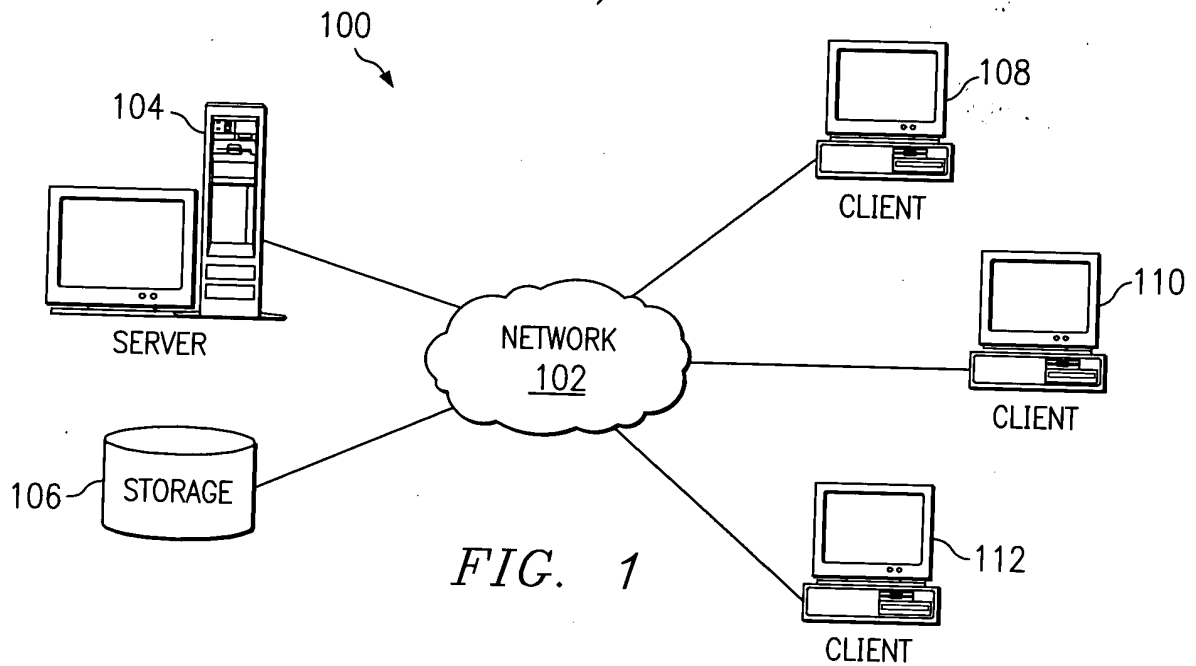 100
104
108
CLIENT
SERVER
NETWORK
102
110
CLIENT
106
STORAGE
112
CLIENT
FIG. 1